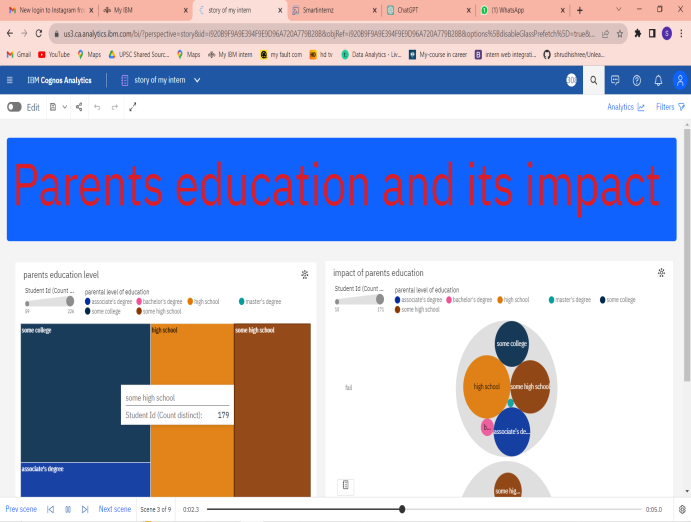 New login to Instagram fro
My IBM
story of my intern
Smartinternz
ChatGPT
(1) WhatsApp
us3.ca.analytics.ibm.com/bi/?perspective=story&id=i920B9F9A9E394F9E9D96A720A779B288&objRef=i920B9F9A9E394F9E9D96A720A779B288&options%5BdisableGlassPrefetch%5D=true&...
Gmail
YouTube
Maps
UPSC Shared Sourc...
Maps
My IBM intern
my fault com
hd tv
Data Analytics - Liv...
My-course in career
intern web integrati...
shrudhishree/Unlea...
IBM Cognos Analytics
story of my intern
Edit
Analytics
Filters
Parents education and its impact
parents education level
Student Id (Count ...
89
226
parental level of education
associate's degree
bachelor's degree
high school
master's degree
some college
some high school
some college
high school
some high school
some high school
Student Id (Count distinct): 179
associate's degree
impact of parents education
Student Id (Count ...
10
171
parental level of education
associate's degree
bachelor's degree
high school
master's degree
some college
some high school
fail
some college
high school
some high school
b...
associate's de...
some hig...
Prev scene
Next scene
Scene 3 of 9
0:02.3
0:05.0